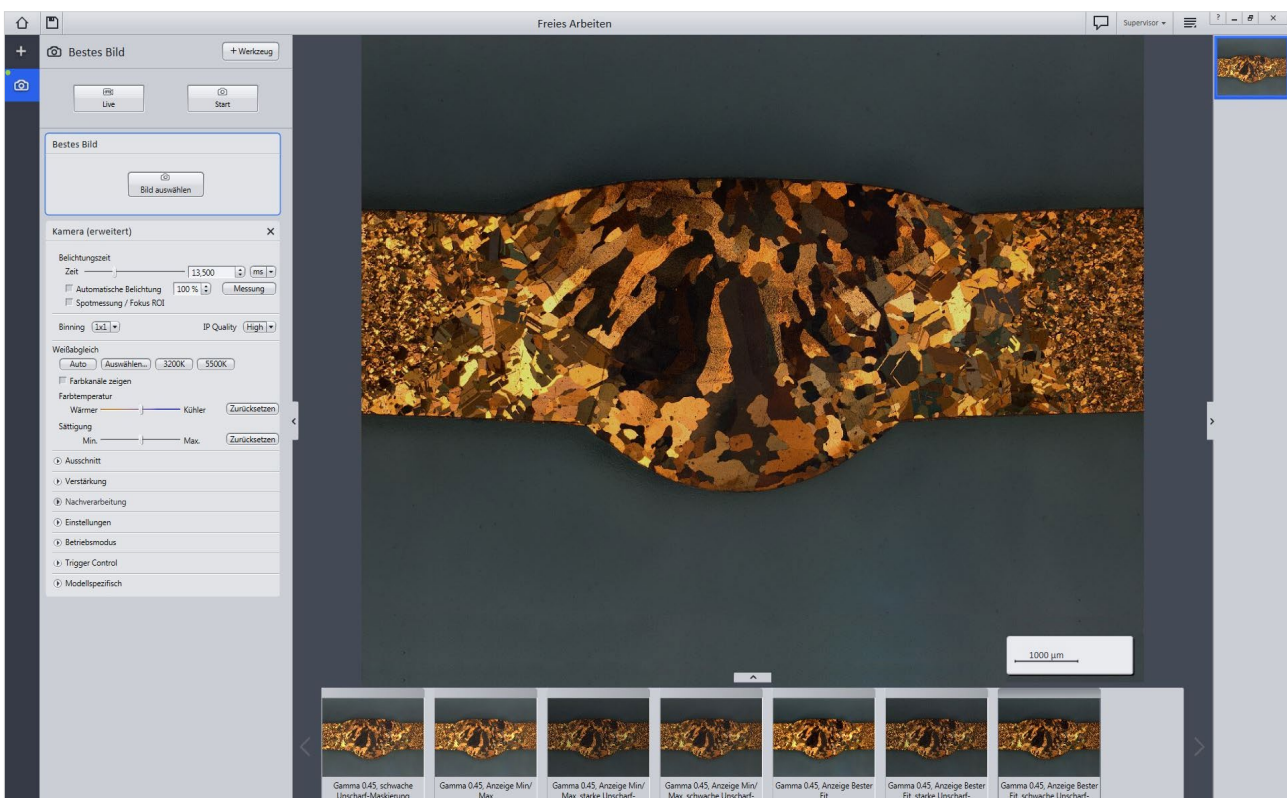 Freies Arbeiten
Supervisor
? _ x
+
Bestes Bild
+ Werkzeug
Live
Start
Bestes Bild
Bild auswählen
Kamera (erweitert)
Belichtungszeit
Zeit 13,500 ms
Automatische Belichtung 100 % Messung
Spotmessung / Fokus ROI
Binning 1x1 IP Quality High
Weißabgleich
Auto Auswählen... 3200K 5500K
Farbkanäle zeigen
Farbtemperatur
Wärmer Kühler Zurücksetzen
Sättigung
Min. Max. Zurücksetzen
Ausschnitt
Verstärkung
Nachverarbeitung
Einstellungen
Betriebsmodus
Trigger Control
Modellspezifisch
1000 µm
Gamma 0.45, schwache
Unscharf-Maskierung
Gamma 0.45, Anzeige Min/
Max
Gamma 0.45, Anzeige Min/
Max, starke Unscharf-
Gamma 0.45, Anzeige Min/
Max, schwache Unscharf-
Gamma 0.45, Anzeige Bester
Fit
Gamma 0.45, Anzeige Bester
Fit, starke Unscharf-
Gamma 0.45, Anzeige Bester
Fit, schwache Unscharf-